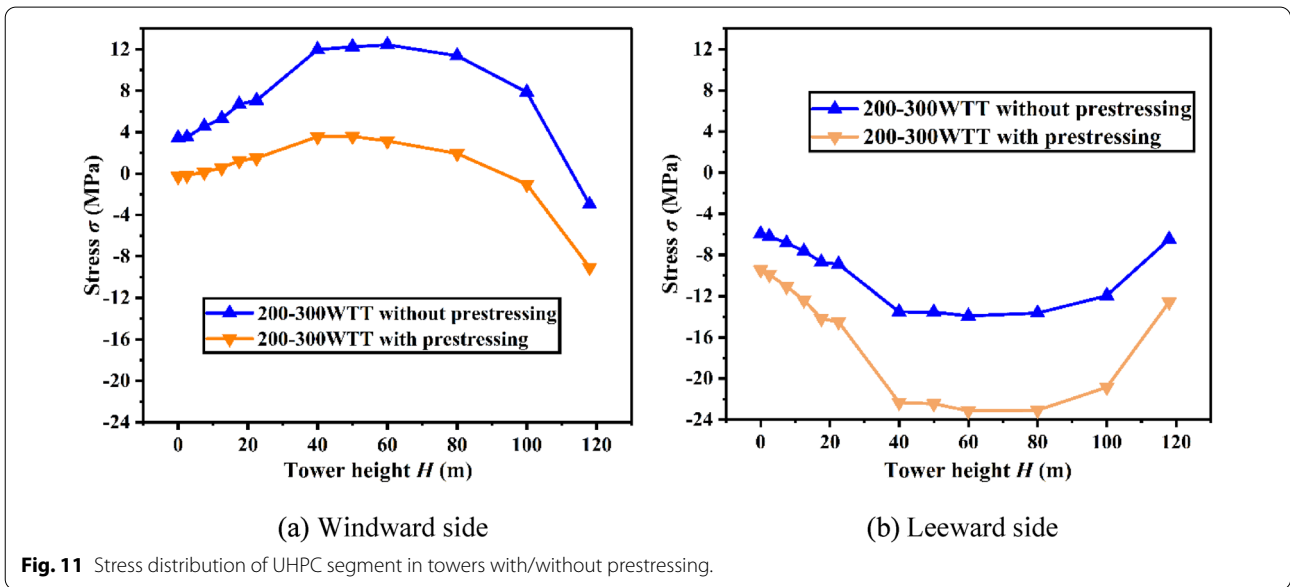 12
8
4
0
-4
-8
-12
-16
-20
-24
Stress σ (MPa)
200-300WTT without prestressing
200-300WTT with prestressing
0 20 40 60 80 100 120
Tower height H (m)
(a) Windward side
12
8
4
0
-4
-8
-12
-16
-20
-24
Stress σ (MPa)
200-300WTT without prestressing
200-300WTT with prestressing
0 20 40 60 80 100 120
Tower height H (m)
(b) Leeward side
Fig. 11 Stress distribution of UHPC segment in towers with/without prestressing.